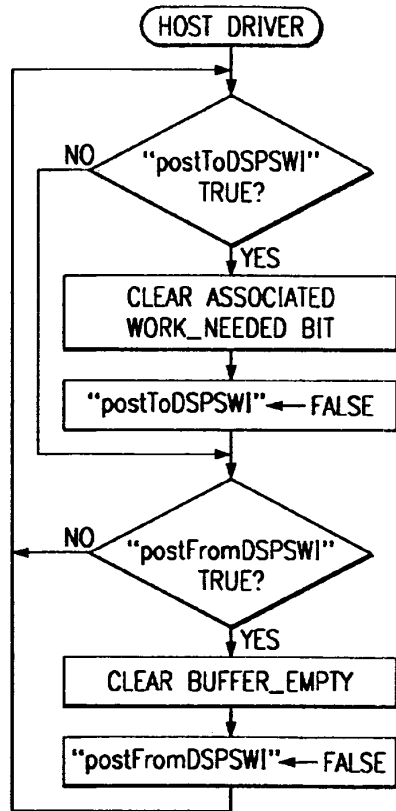 HOST DRIVER
NO
“postToDSPSWI”
TRUE?
YES
CLEAR ASSOCIATED
WORK_NEEDED BIT
“postToDSPSWI” ← FALSE
NO
“postFromDSPSWI”
TRUE?
YES
CLEAR BUFFER_EMPTY
“postFromDSPSWI” ← FALSE